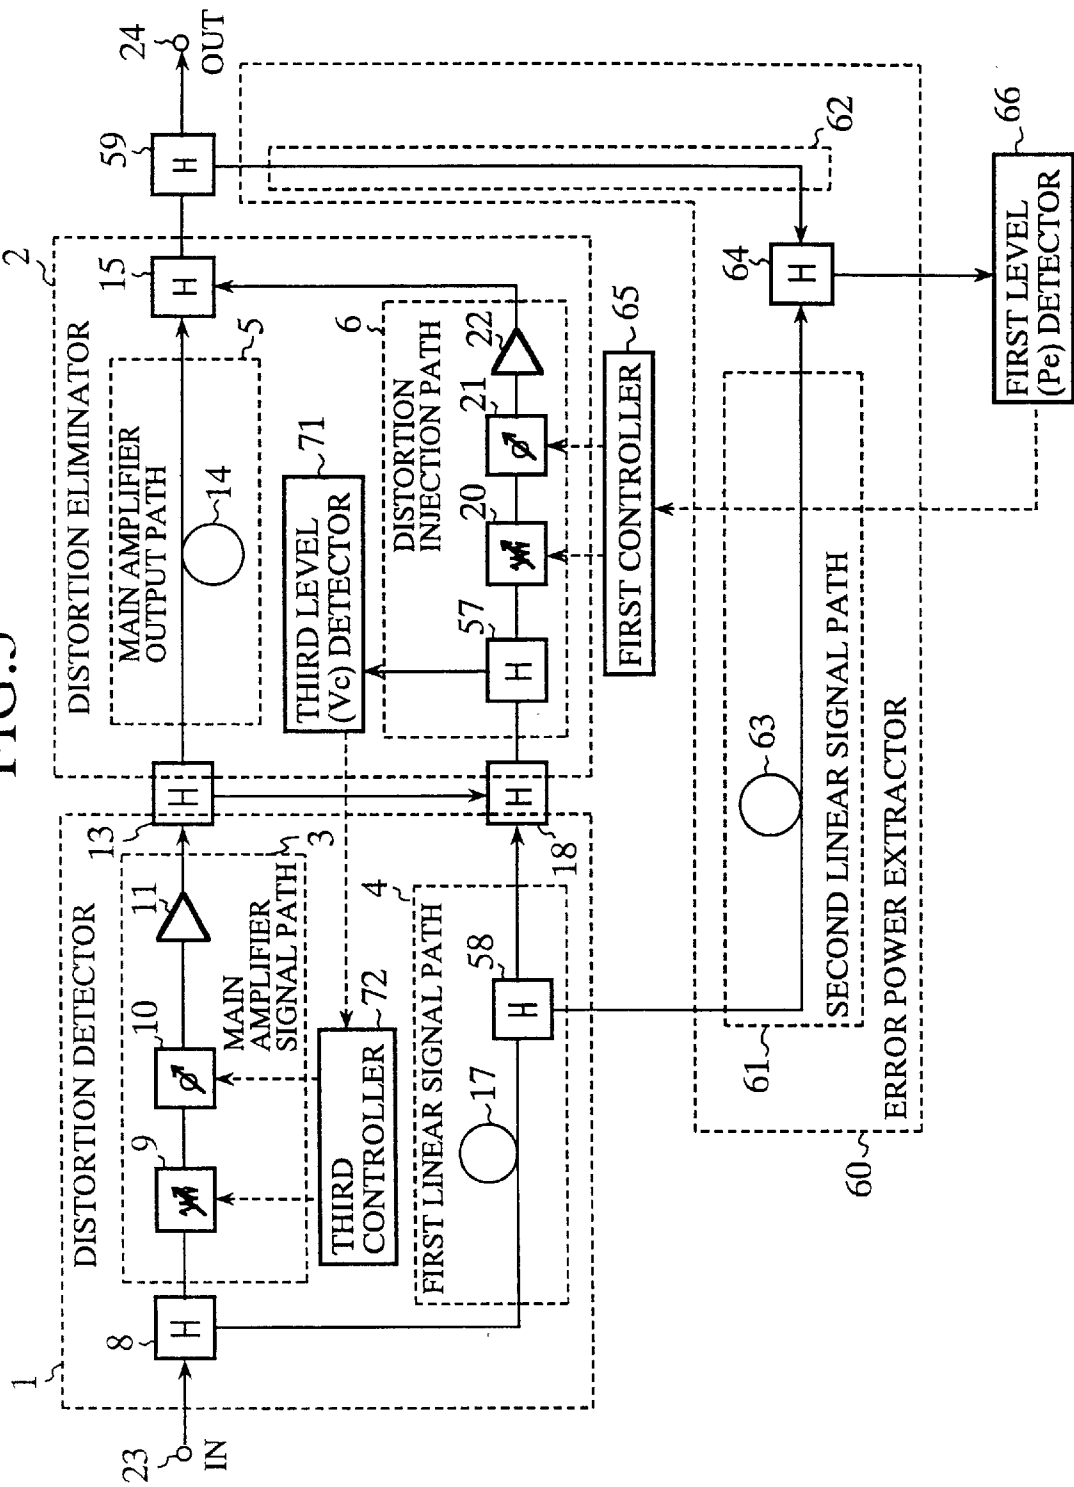 1
DISTORTION DETECTOR
2
DISTORTION ELIMINATOR
23
IN
8
H
9
10
11
MAIN
AMPLIFIER
SIGNAL PATH
3
13
H
MAIN AMPLIFIER
OUTPUT PATH
5
14
15
H
59
H
24
OUT
THIRD
CONTROLLER
72
THIRD LEVEL
(Vc) DETECTOR
71
FIRST LINEAR SIGNAL PATH
4
17
58
H
18
H
DISTORTION
INJECTION PATH
6
57
H
20
21
ø
22
FIRST CONTROLLER
65
62
61
SECOND LINEAR SIGNAL PATH
63
64
H
60
ERROR POWER EXTRACTOR
FIRST LEVEL
(Pe) DETECTOR
66